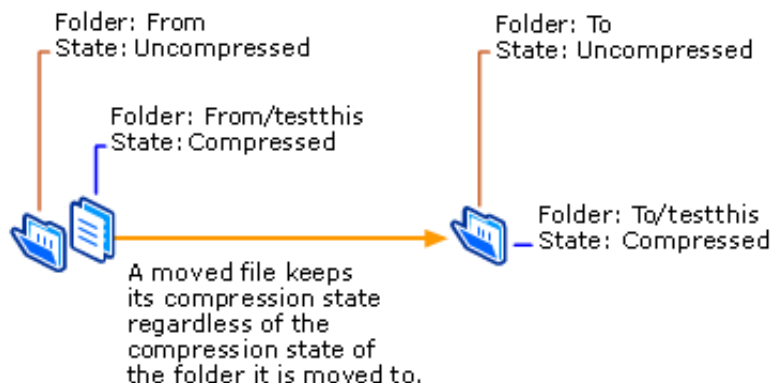 Folder: From
State: Uncompressed
Folder: To
State: Uncompressed
Folder: From/testthis
State: Compressed
Folder: To/testthis
State: Compressed
A moved file keeps
its compression state
regardless of the
compression state of
the folder it is moved to.